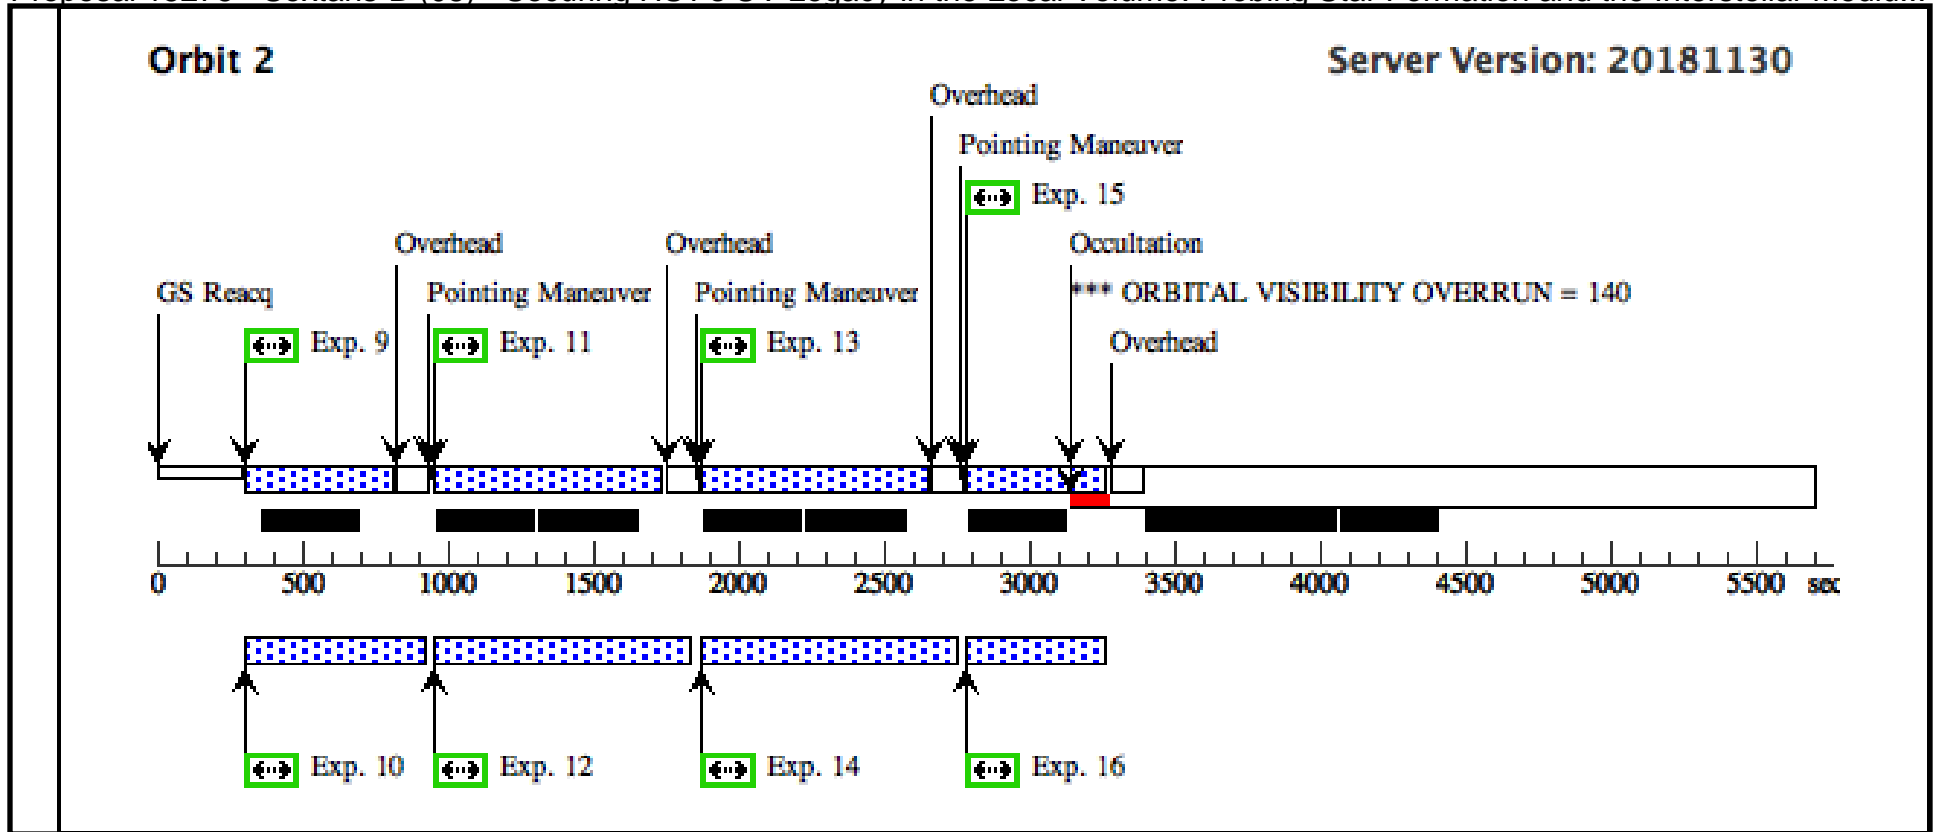 Orbit 2
Server Version: 20181130
Overhead
Pointing Maneuver
Exp. 15
Overhead
Overhead
Occultation
GS Reacq
Pointing Maneuver
Pointing Maneuver
*** ORBITAL VISIBILITY OVERRUN = 140
Exp. 9
Exp. 11
Exp. 13
Overhead
0 500 1000 1500 2000 2500 3000 3500 4000 4500 5000 5500 sec
Exp. 10
Exp. 12
Exp. 14
Exp. 16